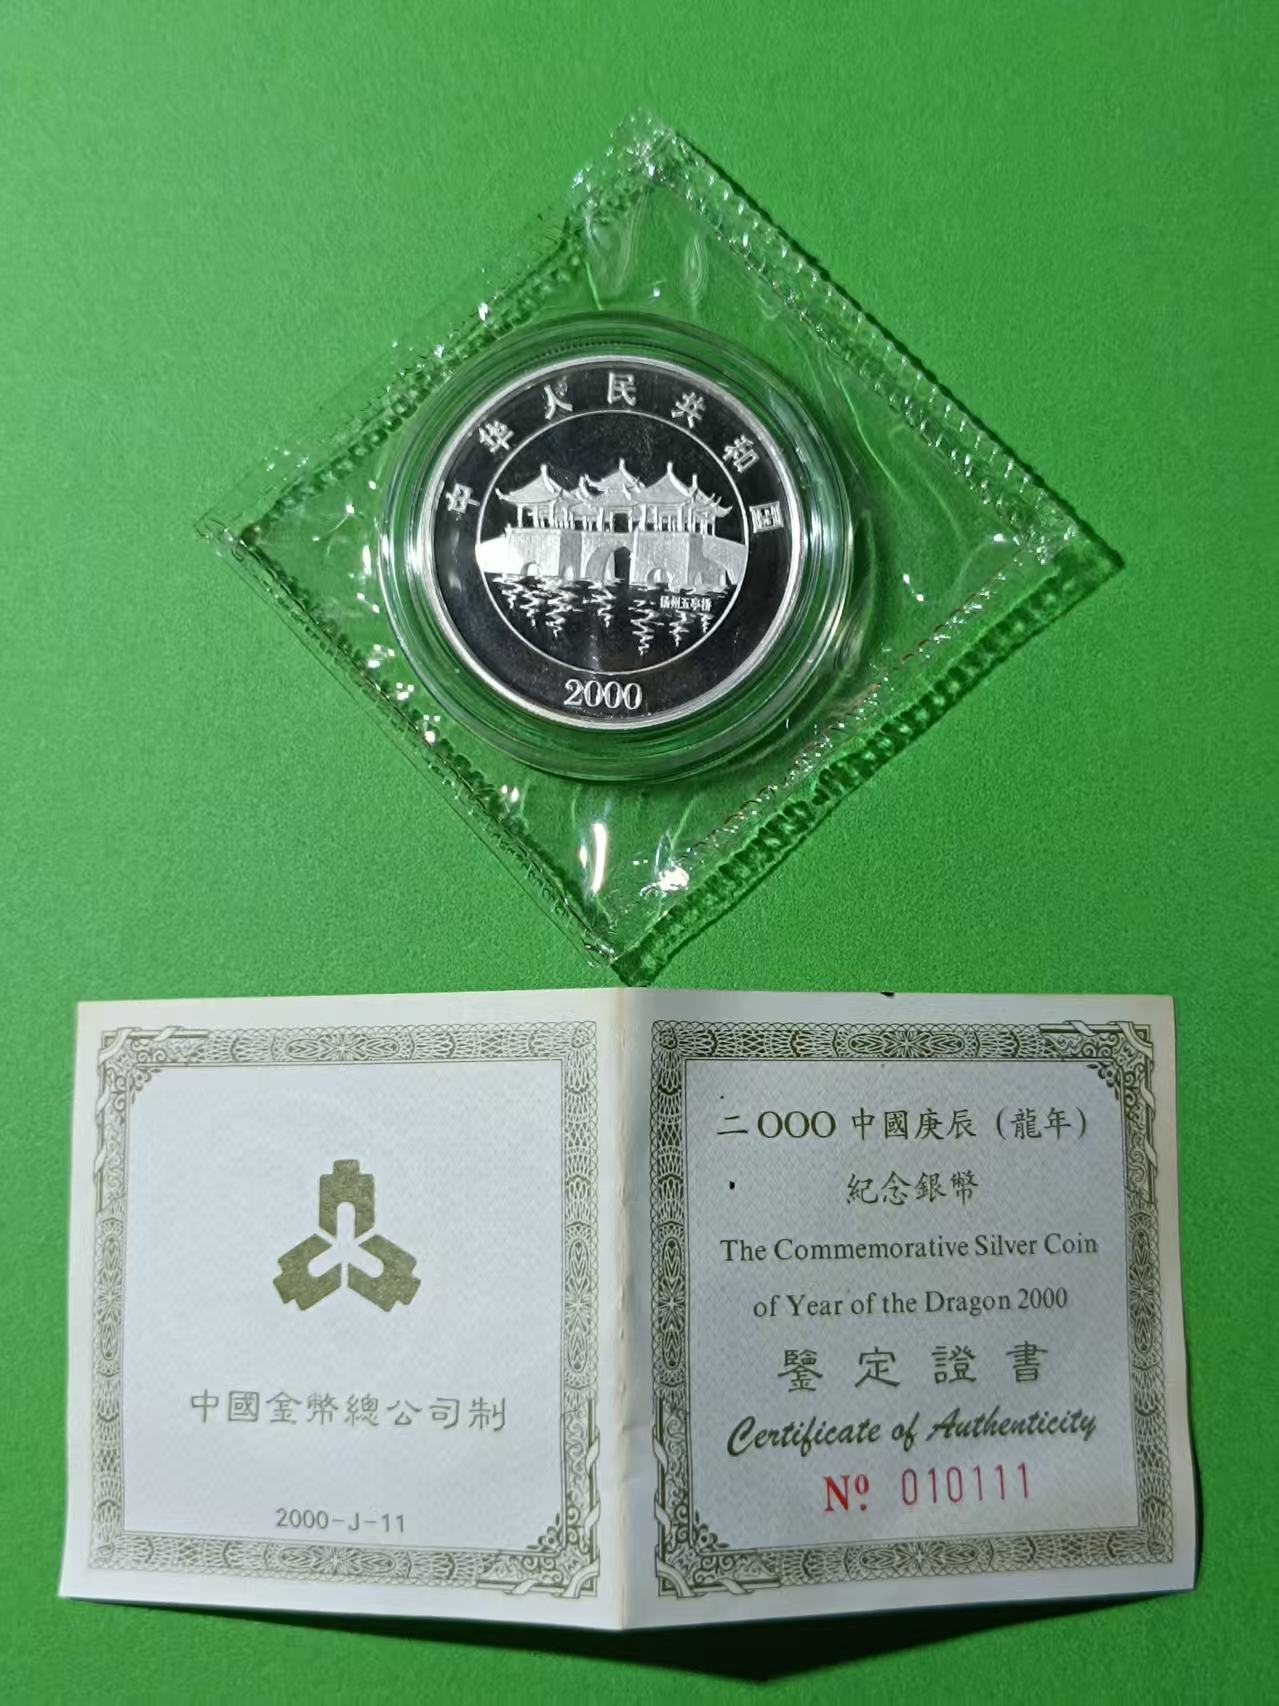 中华人民共和国
扬州五亭桥
2000
中國金幣總公司制
2000-J-11
二OOO中國庚辰（龍年）
紀念銀幣
The Commemorative Silver Coin
of Year of the Dragon 2000
鑒定證書
Certificate of Authenticity
Nº. 010111